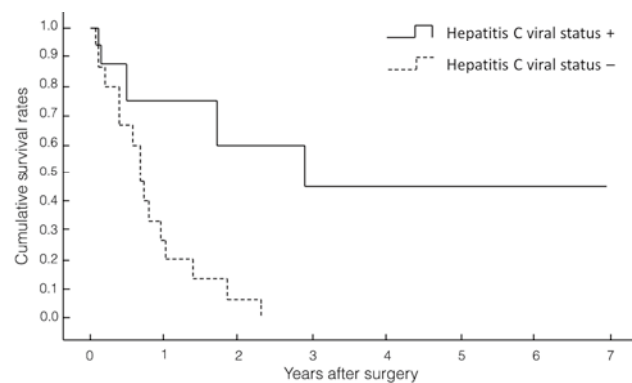 Hepatitis C viral status +
Hepatitis C viral status –
Cumulative survival rates
1.0
0.9
0.8
0.7
0.6
0.5
0.4
0.3
0.2
0.1
0.0
0 1 2 3 4 5 6 7
Years after surgery